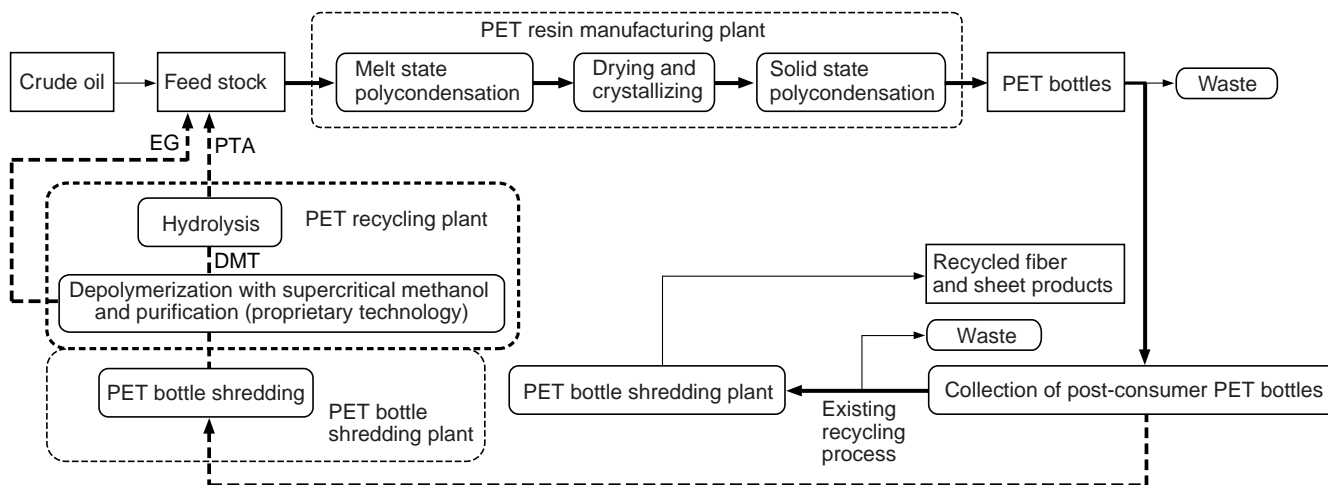 PET resin manufacturing plant
Crude oil
Feed stock
Melt state
polycondensation
Drying and
crystallizing
Solid state
polycondensation
PET bottles
Waste
EG
PTA
Hydrolysis
PET recycling plant
DMT
Depolymerization with supercritical methanol
and purification (proprietary technology)
Recycled fiber
and sheet products
Waste
PET bottle shredding
PET bottle
shredding plant
PET bottle shredding plant
Existing
recycling
process
Collection of post-consumer PET bottles